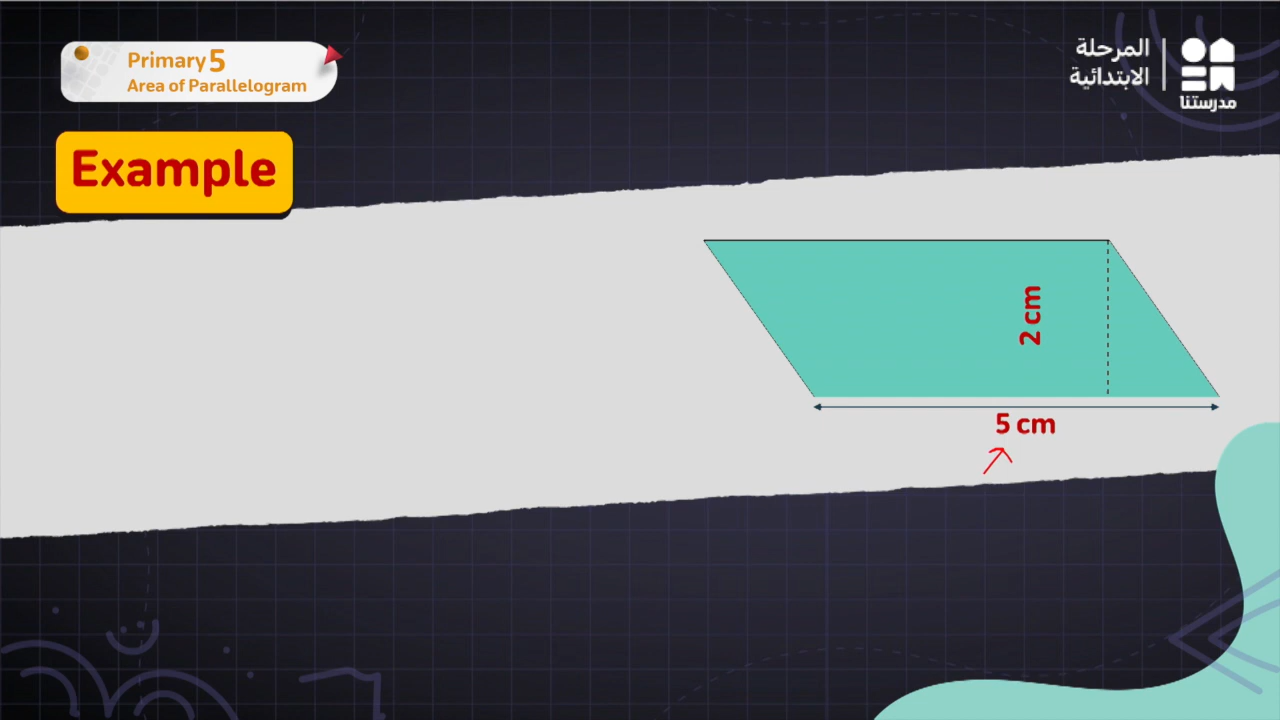 Primary 5
Area of Parallelogram
المرحلة
الابتدائية
مدرستنا
Example
2 cm
5 cm